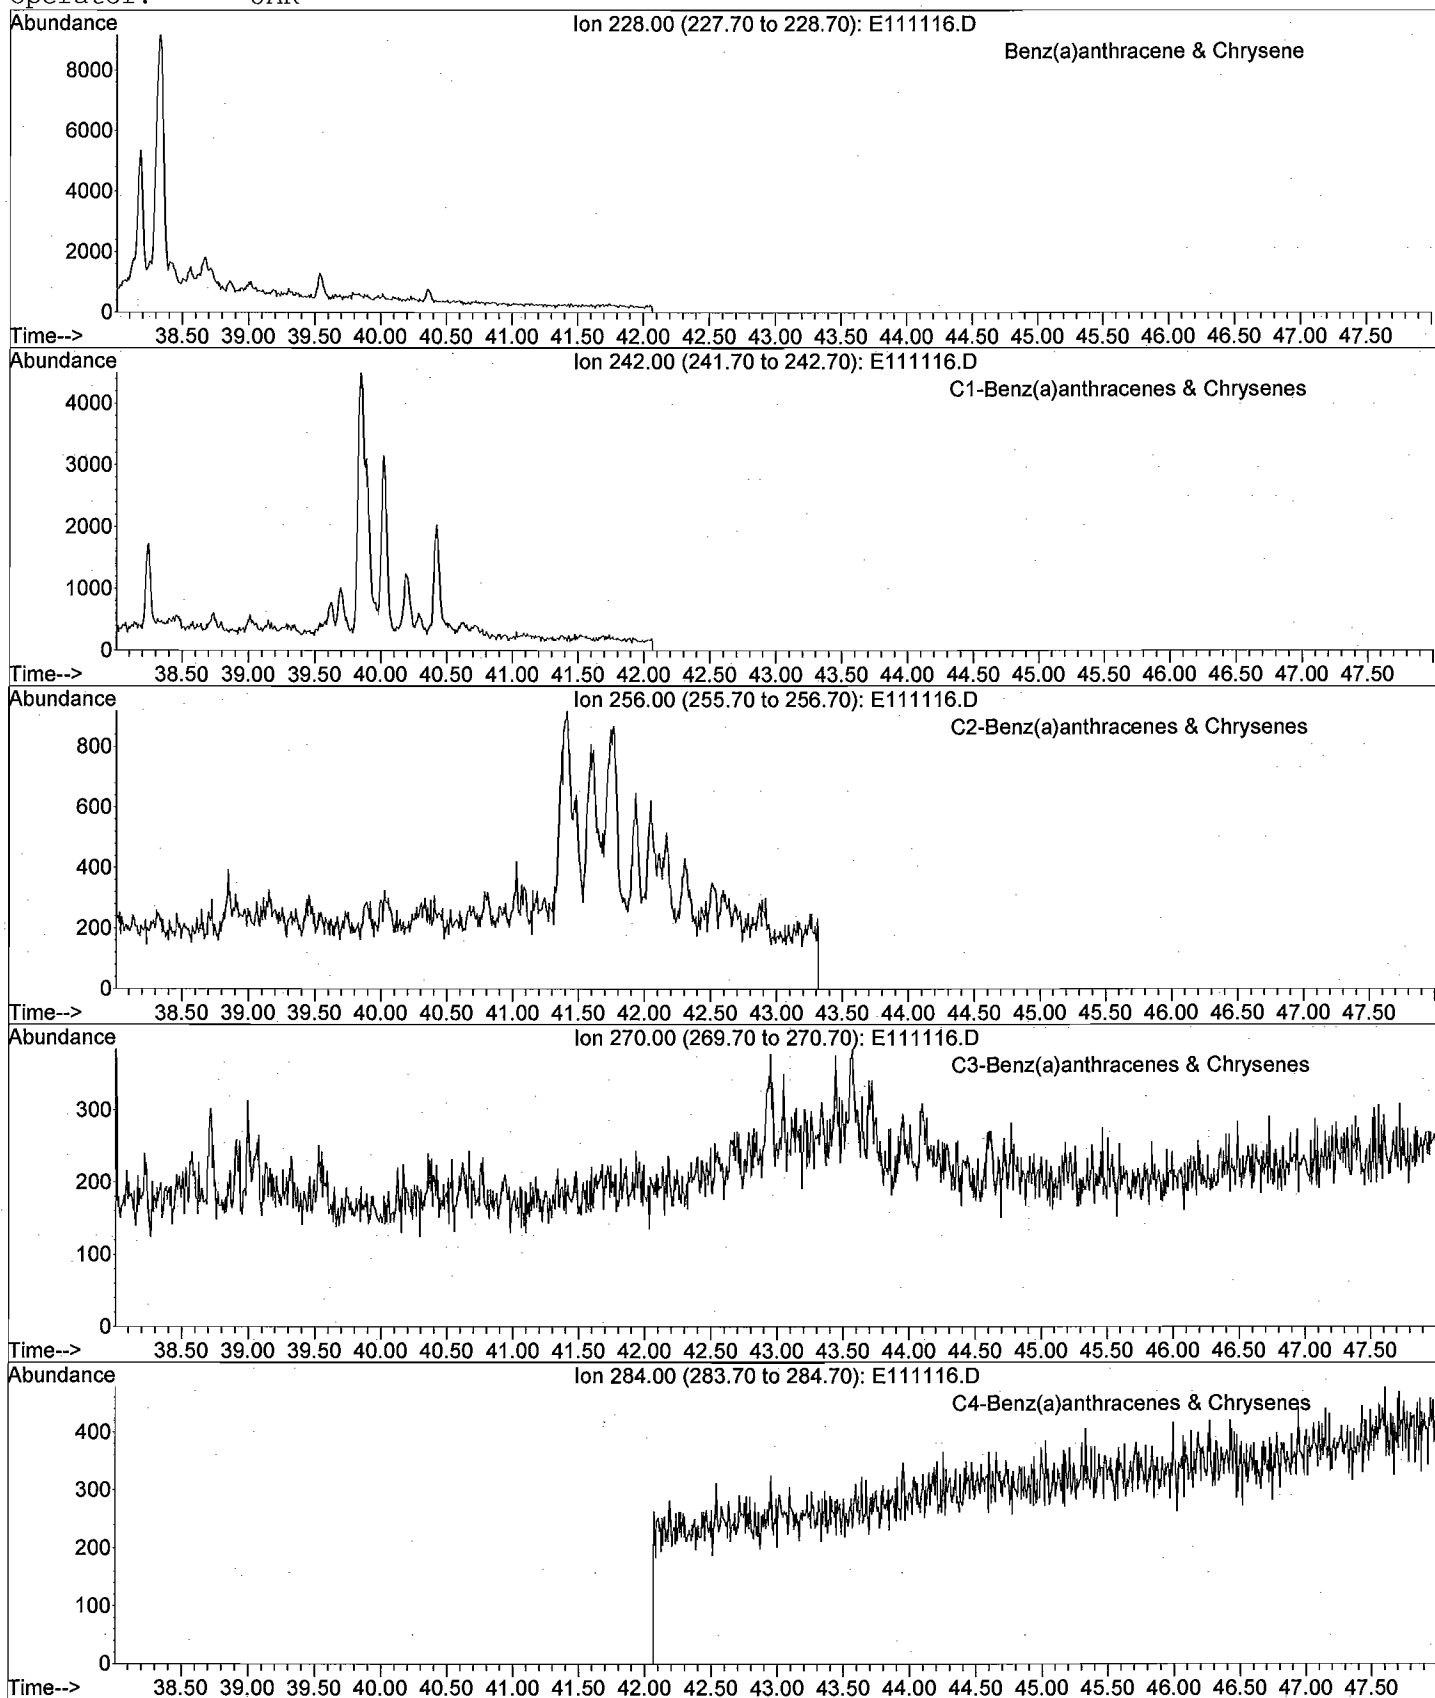 Abundance Ion 228.00 (227.70 to 228.70): E111116.D
Benz(a)anthracene & Chrysene
8000
6000
4000
2000
0
Time--> 38.50 39.00 39.50 40.00 40.50 41.00 41.50 42.00 42.50 43.00 43.50 44.00 44.50 45.00 45.50 46.00 46.50 47.00 47.50
Abundance Ion 242.00 (241.70 to 242.70): E111116.D
C1-Benz(a)anthracenes & Chrysenes
4000
3000
2000
1000
0
Time--> 38.50 39.00 39.50 40.00 40.50 41.00 41.50 42.00 42.50 43.00 43.50 44.00 44.50 45.00 45.50 46.00 46.50 47.00 47.50
Abundance Ion 256.00 (255.70 to 256.70): E111116.D
C2-Benz(a)anthracenes & Chrysenes
800
600
400
200
0
Time--> 38.50 39.00 39.50 40.00 40.50 41.00 41.50 42.00 42.50 43.00 43.50 44.00 44.50 45.00 45.50 46.00 46.50 47.00 47.50
Abundance Ion 270.00 (269.70 to 270.70): E111116.D
C3-Benz(a)anthracenes & Chrysenes
300
200
100
0
Time--> 38.50 39.00 39.50 40.00 40.50 41.00 41.50 42.00 42.50 43.00 43.50 44.00 44.50 45.00 45.50 46.00 46.50 47.00 47.50
Abundance Ion 284.00 (283.70 to 284.70): E111116.D
C4-Benz(a)anthracenes & Chrysenes
400
300
200
100
0
Time--> 38.50 39.00 39.50 40.00 40.50 41.00 41.50 42.00 42.50 43.00 43.50 44.00 44.50 45.00 45.50 46.00 46.50 47.00 47.50